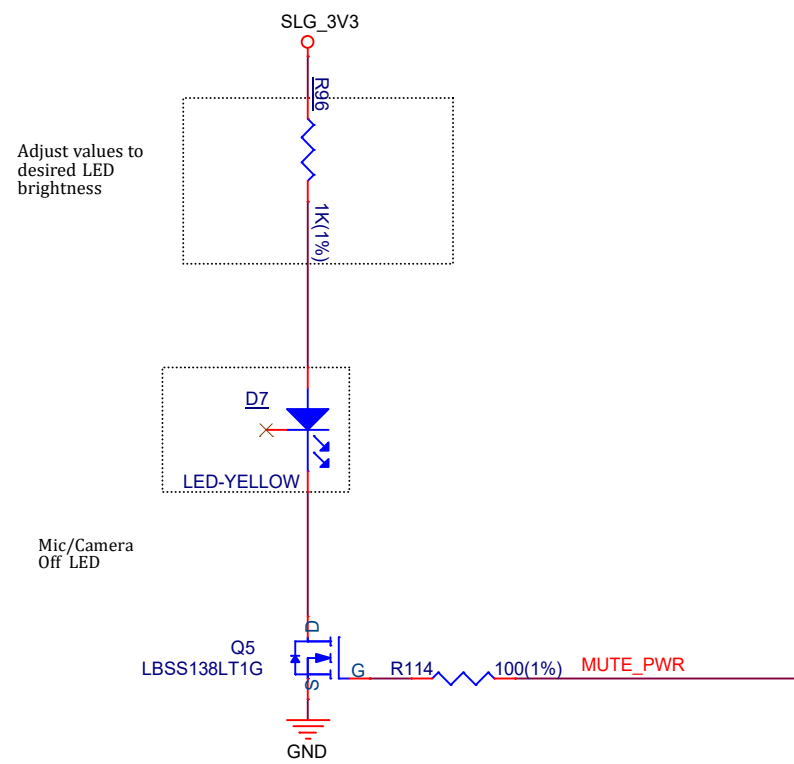 SLG_3V3
R96
Adjust values to
desired LED
brightness
1K(1%)
D7
LED-YELLOW
Mic/Camera
Off LED
D
Q5
LBSS138LT1G
G
R114
100(1%)
MUTE_PWR
S
GND